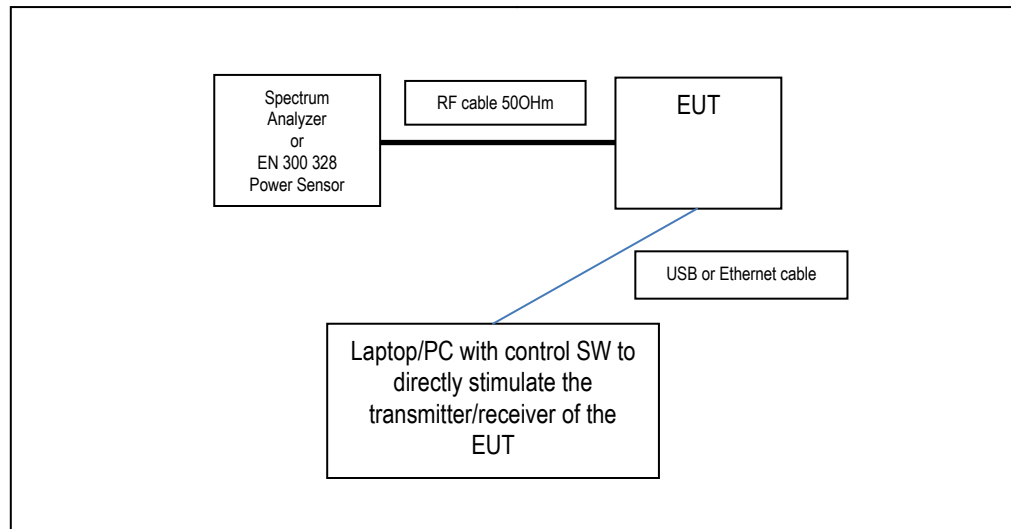 Spectrum
Analyzer
or
EN 300 328
Power Sensor
RF cable 50OHm
EUT
USB or Ethernet cable
Laptop/PC with control SW to
directly stimulate the
transmitter/receiver of the
EUT